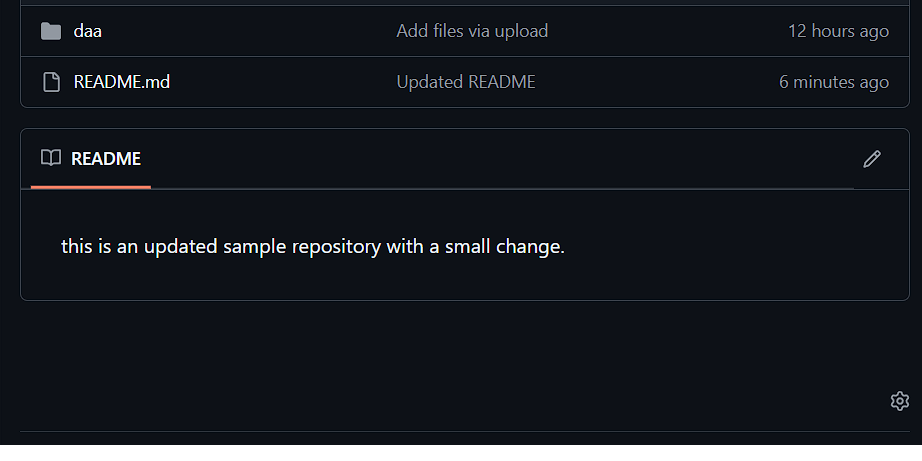 daa Add files via upload 12 hours ago
README.md Updated README 6 minutes ago
README
this is an updated sample repository with a small change.